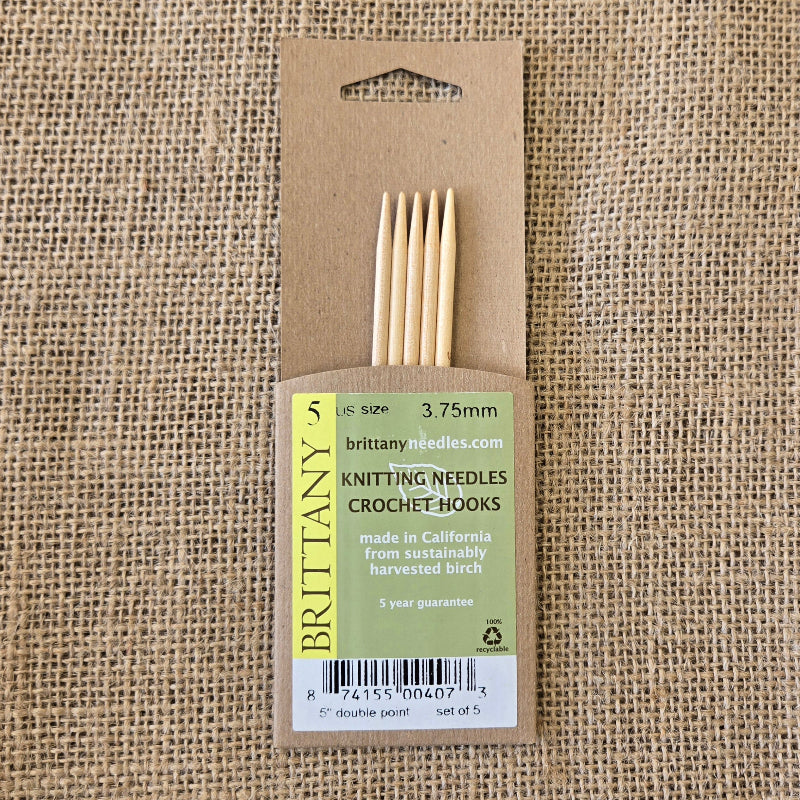 5 US size 3.75mm
BRITTANY
brittanyneedles.com
KNITTING NEEDLES
CROCHET HOOKS
made in California
from sustainably
harvested birch
5 year guarantee
100%
recyclable
8 74155 00407 3
5" double point set of 5